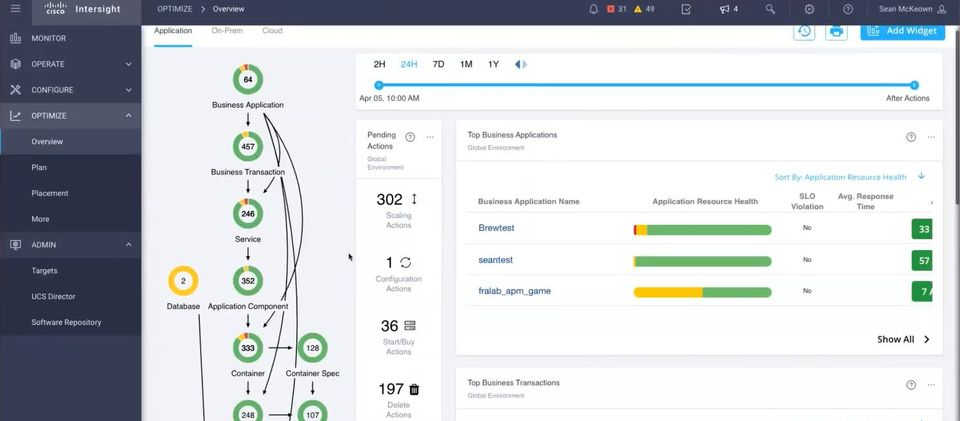 cisco Intersight
OPTIMIZE > Overview
31
49
4
Sean McKeown
MONITOR
OPERATE
CONFIGURE
OPTIMIZE
Overview
Plan
Placement
More
ADMIN
Targets
UCS Director
Software Repository
Application On-Prem Cloud
Add Widget
64
Business Application
457
Business Transaction
246
Service
2
Database
352
Application Component
333
Container
128
Container Spec
248
107
2H 24H 7D 1M 1Y
Apr 05, 10:00 AM
After Actions
Pending
Actions
Global
Environment
302
Scaling
Actions
1
Configuration
Actions
36
Start/Buy
Actions
197
Delete
Actions
Top Business Applications
Global Environment
Sort By: Application Resource Health
Business Application Name Application Resource Health SLO Violation Avg. Response Time
Brewtest No 33
seantest No 57
fralab_apm_game No 7
Show All
Top Business Transactions
Global Environment